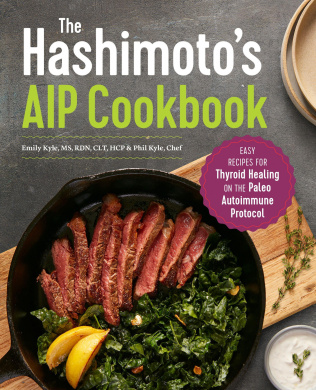 The
Hashimoto's
AIP Cookbook
Emily Kyle, MS, RDN, CLT, HCP & Phil Kyle, Chef
EASY
RECIPES FOR
Thyroid Healing
ON THE Paleo
Autoimmune
Protocol